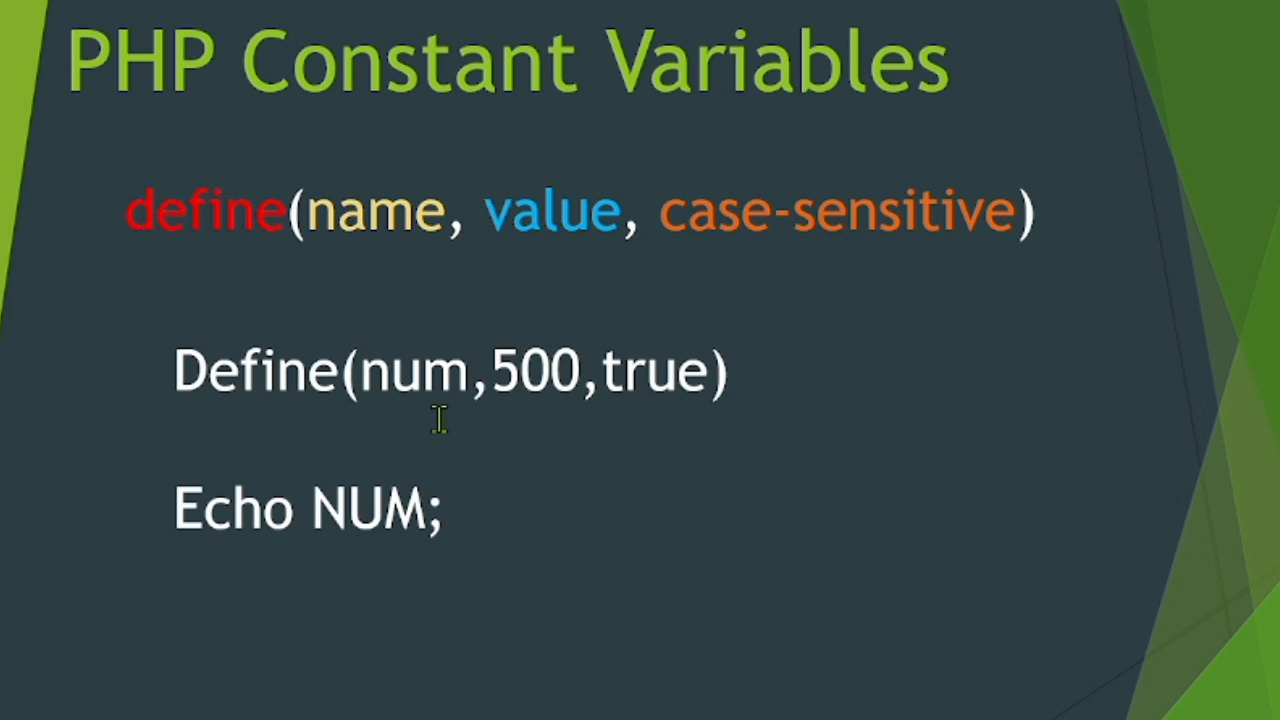 PHP Constant Variables
define(name, value, case-sensitive)
Define(num,500,true)
Echo NUM;